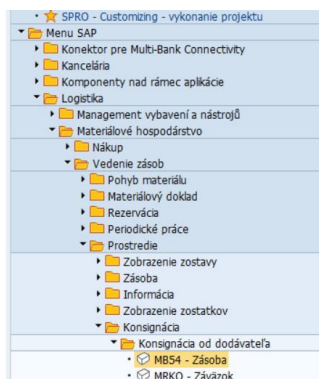 SPRO - Customizing - vykonanie projektu
Menu SAP
Konektor pre Multi-Bank Connectivity
Kancelária
Komponenty nad rámec aplikácie
Logistika
Management vybavení a nástrojů
Materiálové hospodárstvo
Nákup
Vedenie zásob
Pohyb materiálu
Materiálový doklad
Rezervácia
Periodické práce
Prostredie
Zobrazenie zostavy
Zásoba
Informácia
Zobrazenie zostatkov
Konsignácia
Konsignácia od dodávateľa
MB54 - Zásoba
MRKO - Záväzok